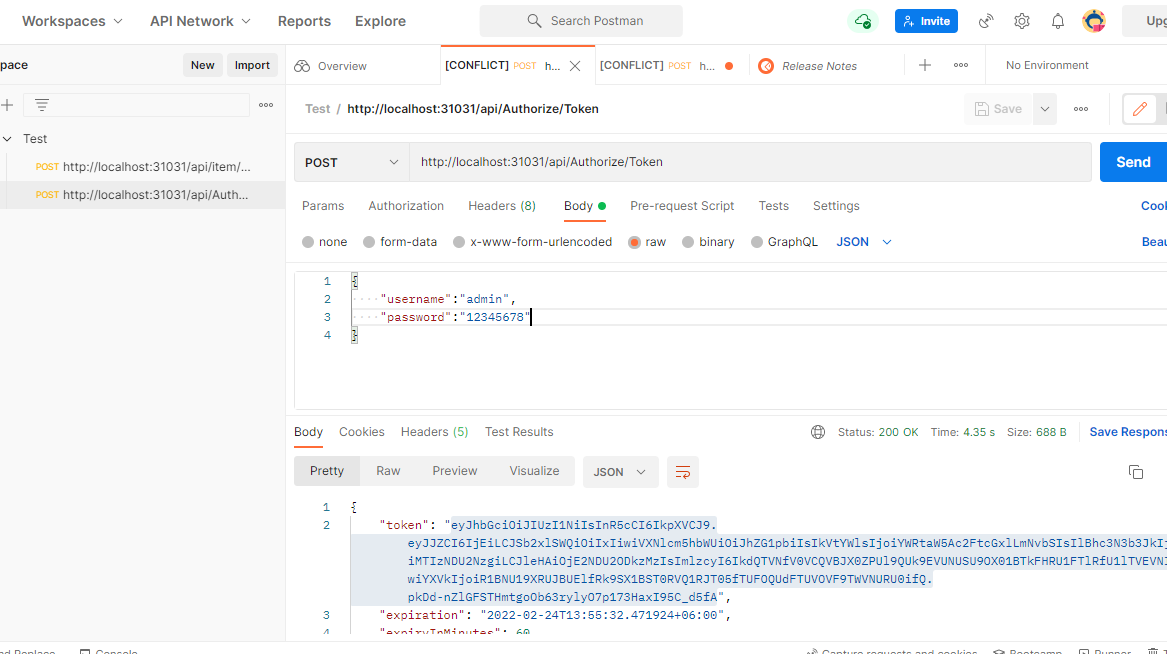 Workspaces API Network Reports Explore Search Postman Invite Upg
pace New Import Overview [CONFLICT] POST h... [CONFLICT] POST h... Release Notes No Environment
Test / http://localhost:31031/api/Authorize/Token Save
Test
POST http://localhost:31031/api/item/...
POST http://localhost:31031/api/Auth...
POST http://localhost:31031/api/Authorize/Token Send
Params Authorization Headers (8) Body Pre-request Script Tests Settings Cook
none form-data x-www-form-urlencoded raw binary GraphQL JSON Beau
1 {
2 "username":"admin",
3 "password":"12345678"
4 }
Body Cookies Headers (5) Test Results Status: 200 OK Time: 4.35 s Size: 688 B Save Respons
Pretty Raw Preview Visualize JSON
1 {
2 "token": "eyJhbGciOiJIUzI1NiIsInR5cCI6IkpXVCJ9.
pkDd-nZlGFSTHmtgoOb63rylyO7p173HaxI95C_d5fA",
3 "expiration": "2022-02-24T13:55:32.471924+06:00",
4 "expiryInMinutes": 60
nd Replace Console Capture requests and cookies Bootcamp Runner